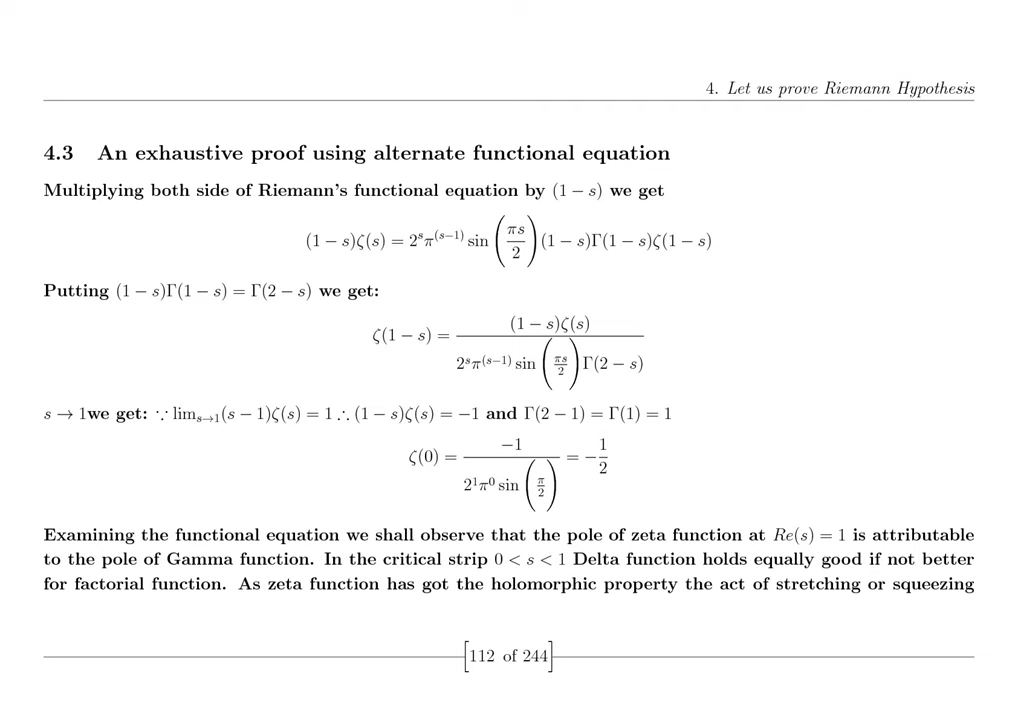 4. Let us prove Riemann Hypothesis
4.3 An exhaustive proof using alternate functional equation
Multiplying both side of Riemann's functional equation by (1 − s) we get
(1 − s)ζ(s) = 2^s π^(s−1) sin(πs/2)(1 − s)Γ(1 − s)ζ(1 − s)
Putting (1 − s)Γ(1 − s) = Γ(2 − s) we get:
ζ(1 − s) = (1 − s)ζ(s) / 2^s π^(s−1) sin(πs/2)Γ(2 − s)
s → 1we get: ∵ lim_{s→1}(s − 1)ζ(s) = 1 ∴ (1 − s)ζ(s) = −1 and Γ(2 − 1) = Γ(1) = 1
ζ(0) = −1 / 2^1 π^0 sin(π/2) = −1/2
Examining the functional equation we shall observe that the pole of zeta function at Re(s) = 1 is attributable
to the pole of Gamma function. In the critical strip 0 < s < 1 Delta function holds equally good if not better
for factorial function. As zeta function has got the holomorphic property the act of stretching or squeezing
[112 of 244]